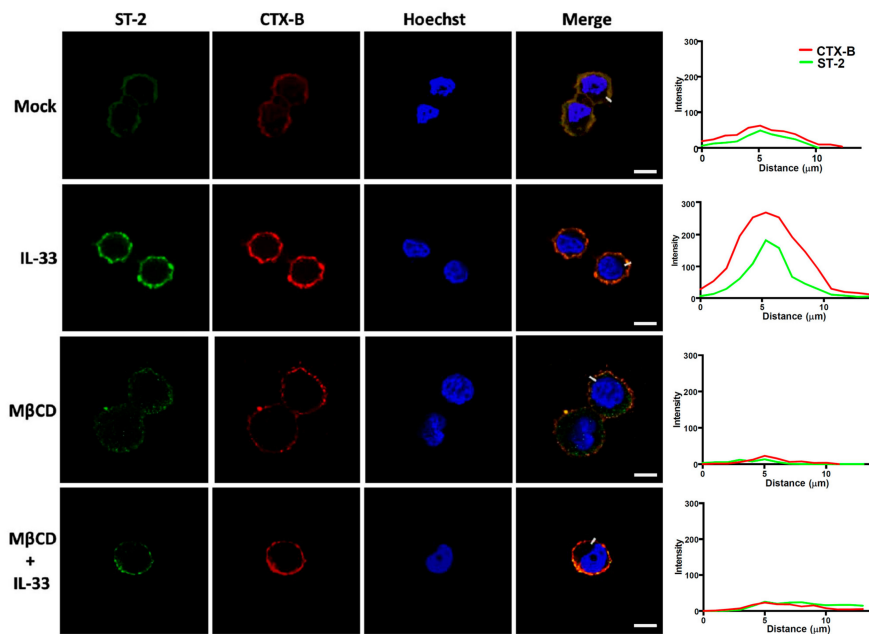 ST-2 CTX-B Hoechst Merge
Mock
IL-33
MβCD
MβCD
+
IL-33
CTX-B
ST-2
300
200
100
0
Intensity
0 5 10
Distance (μm)
300
200
100
0
Intensity
0 5 10
Distance (μm)
300
200
100
0
Intensity
0 5 10
Distance (μm)
300
200
100
0
Intensity
0 5 10
Distance (μm)